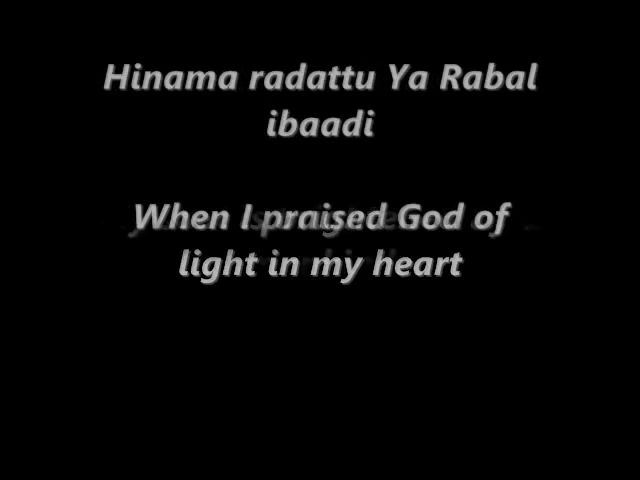 Hinama radattu Ya Rabal
ibaadi
When I praised God of
light in my heart